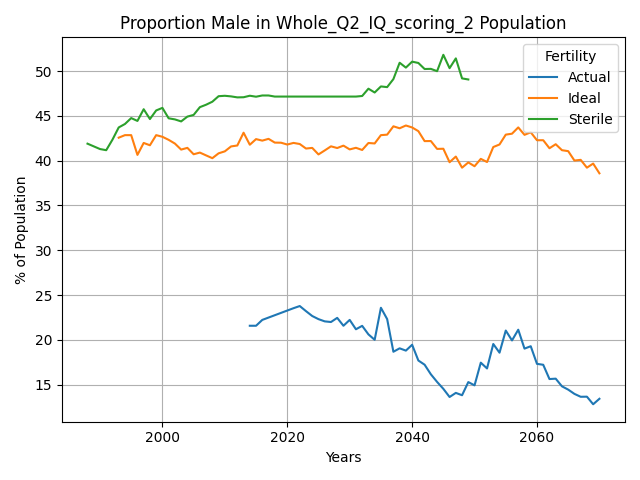 Proportion Male in Whole_Q2_IQ_scoring_2 Population
Fertility
Actual
Ideal
Sterile
% of Population
50
45
40
35
30
25
20
15
2000
2020
2040
2060
Years